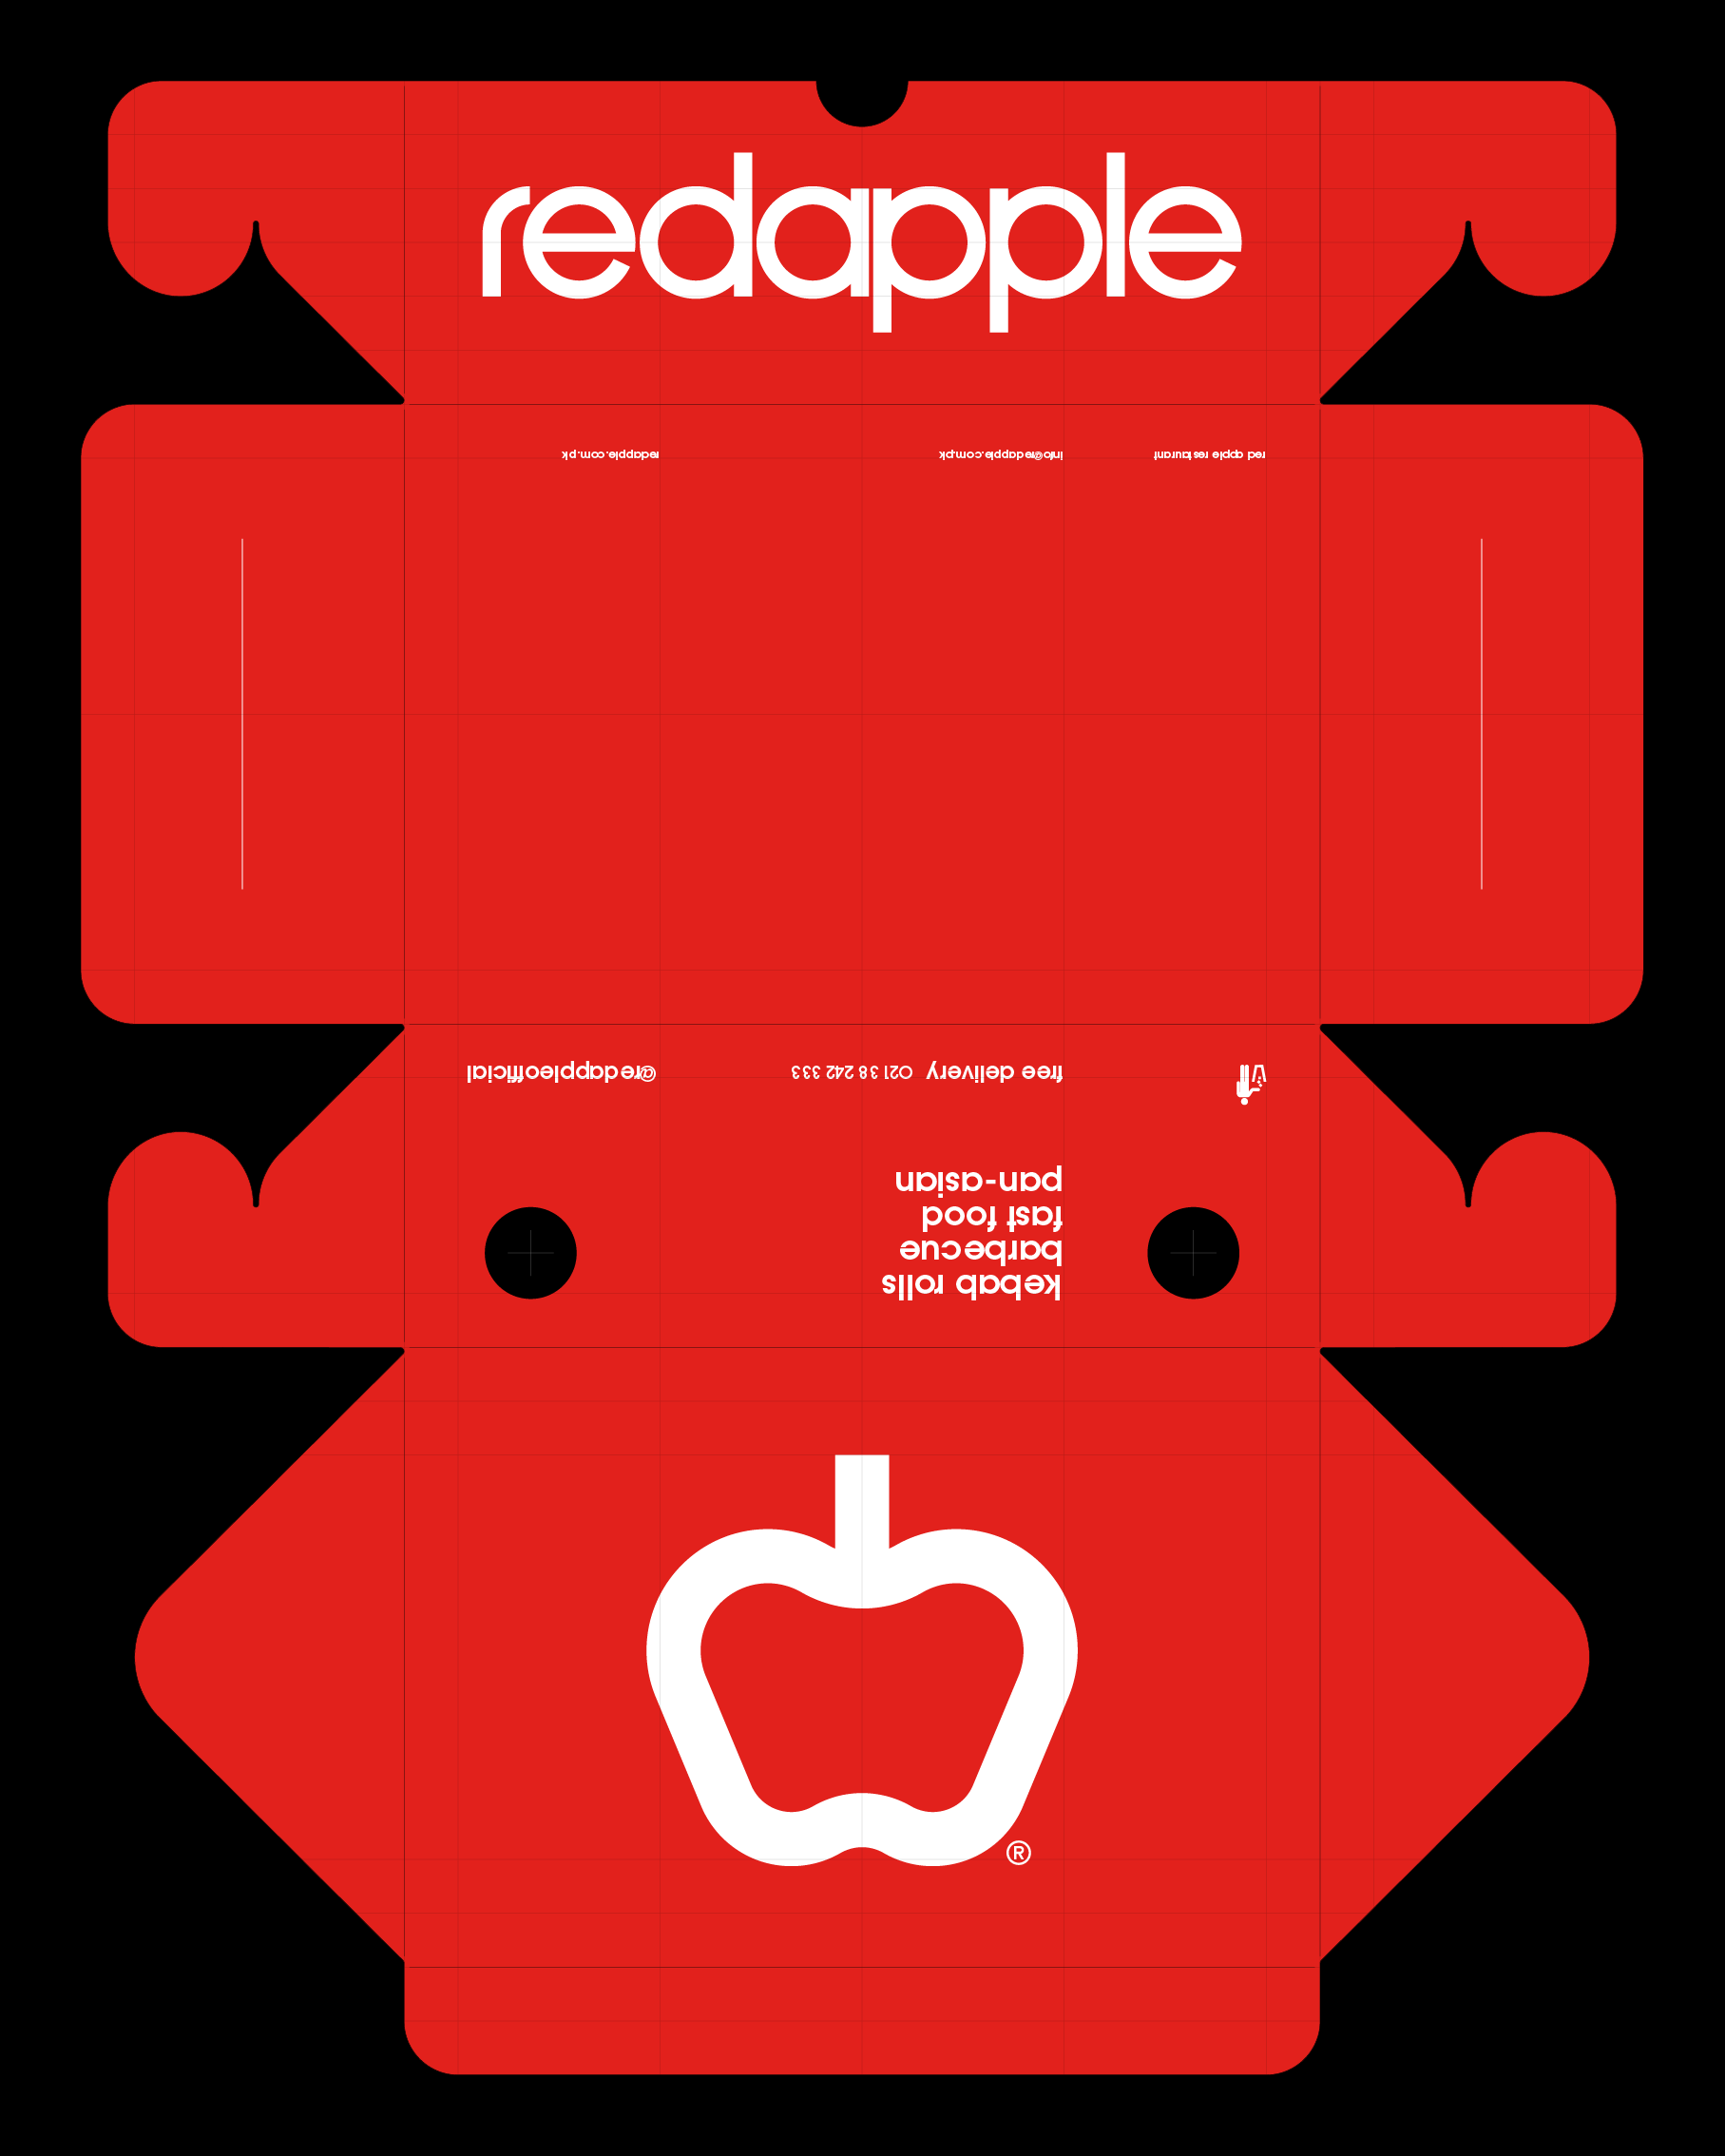 redapple
red apple restaurant
info@redapple.com.pk
redapple.com.pk
kebab rolls
barbecue
fast food
pan-asian
free delivery 021 38 242 333
@redappleofficial
®